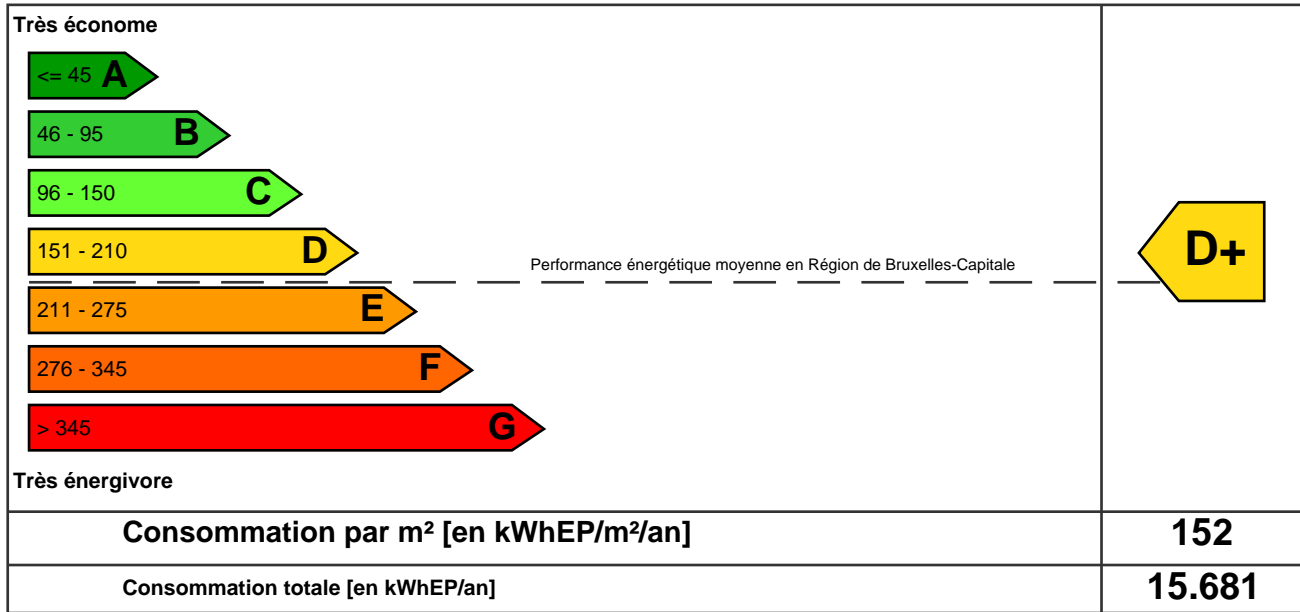 Très économe
<= 45 A
46 - 95 B
96 - 150 C
151 - 210 D
Performance énergétique moyenne en Région de Bruxelles-Capitale
D+
211 - 275 E
276 - 345 F
> 345 G
Très énergivore
Consommation par m² [en kWhEP/m²/an] 152
Consommation totale [en kWhEP/an] 15.681